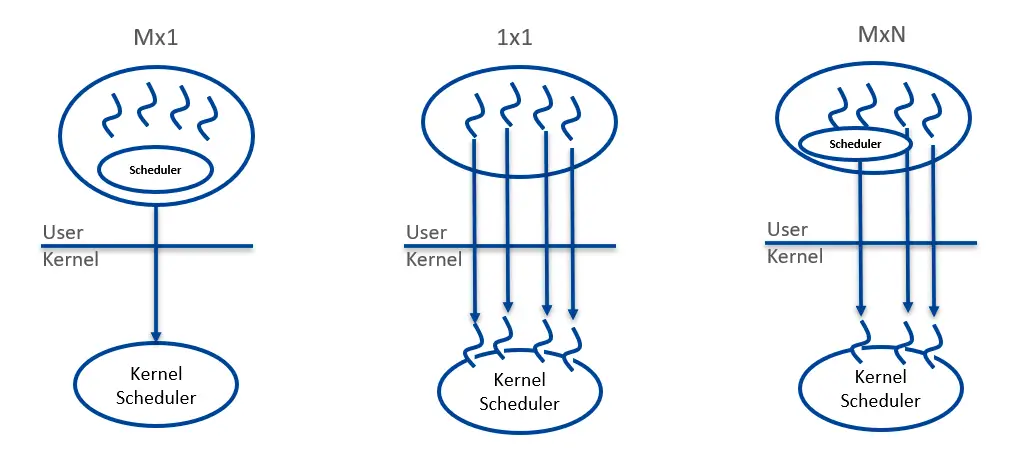 Mx1
Scheduler
User
Kernel
Kernel
Scheduler
1x1
User
Kernel
Kernel
Scheduler
MxN
Scheduler
User
Kernel
Kernel
Scheduler